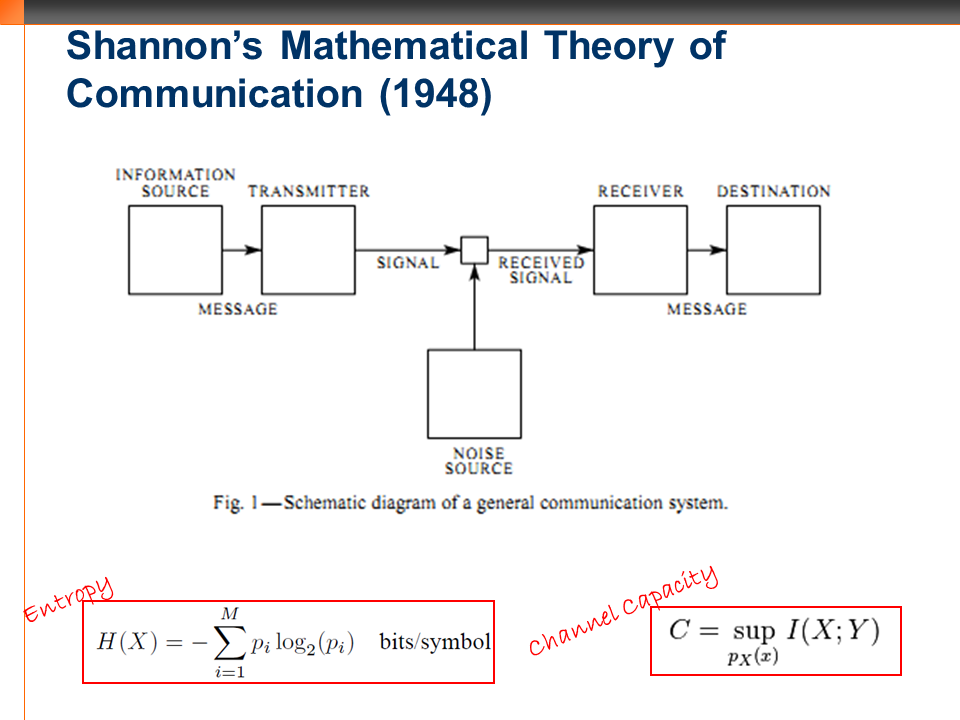 Shannon’s Mathematical Theory of
Communication (1948)
INFORMATION
SOURCE
TRANSMITTER
RECEIVER
DESTINATION
SIGNAL
RECEIVED
SIGNAL
MESSAGE
MESSAGE
NOISE
SOURCE
Fig. 1—Schematic diagram of a general communication system.
Entropy
H(X) = −∑_{i=1}^{M} p_i log_2(p_i) bits/symbol
Channel Capacity
C = sup_{p_X(x)} I(X;Y)